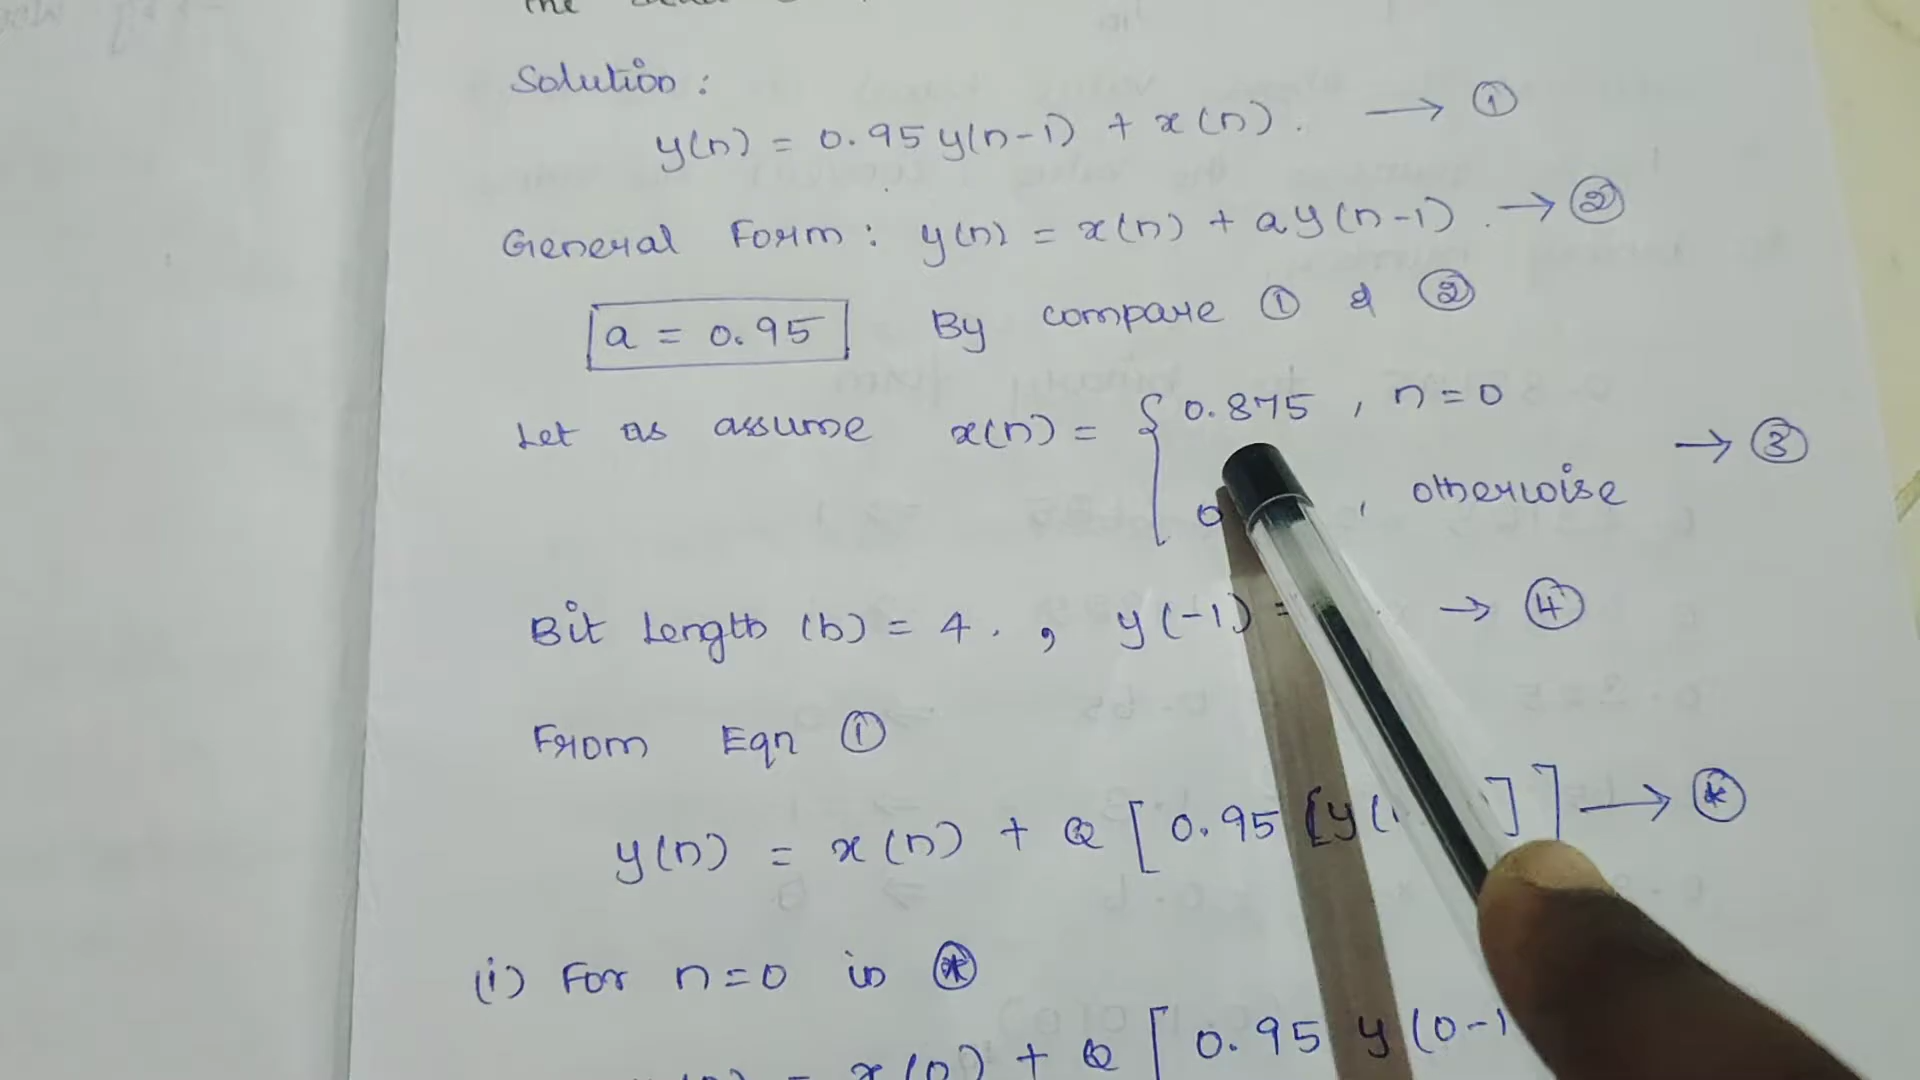 the
Solution:
y(n) = 0.95 y(n-1) + x(n). → ①
General Form: y(n) = x(n) + a y(n-1). → ②
a = 0.95 By compare ① & ②
Let as assume x(n) = { 0.875, n=0
0, otherwise → ③
Bit Length (b) = 4., y(-1) = → ④
From Eqn ①
y(n) = x(n) + Q [0.95 [y( ]] → ⊛
(i) For n=0 in ⊛
= x(0) + Q [0.95 y(0-1